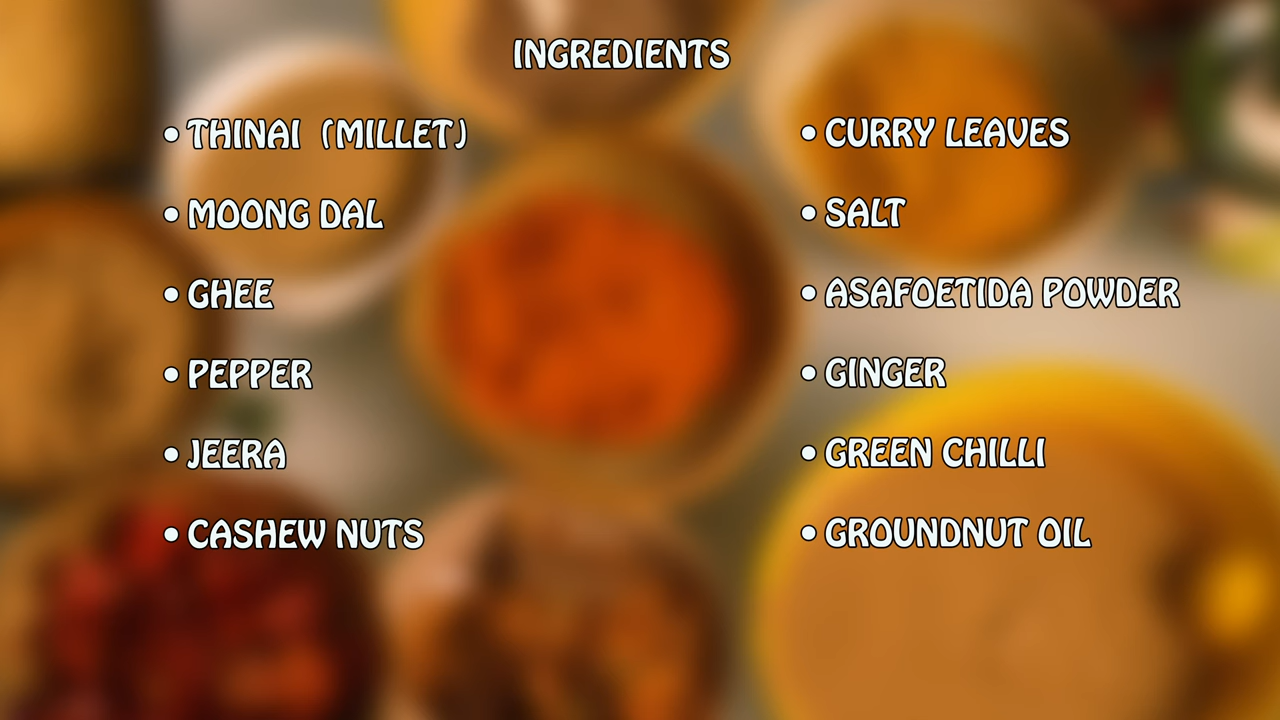 INGREDIENTS
• THINAI (MILLET)
• MOONG DAL
• GHEE
• PEPPER
• JEERA
• CASHEW NUTS
• CURRY LEAVES
• SALT
• ASAFOETIDA POWDER
• GINGER
• GREEN CHILLI
• GROUNDNUT OIL